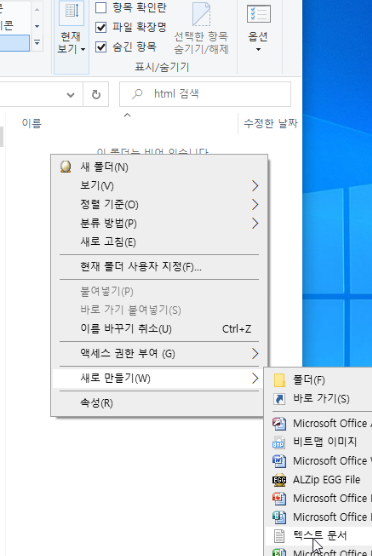 이콘
항목 확인란
파일 확장명
숨긴 항목
현재
보기
선택한 항목
숨기기/해제
옵션
표시/숨기기
html 검색
이름
수정한 날짜
이 폴더는 비어 있습니다.
새 폴더(N)
보기(V)
정렬 기준(O)
분류 방법(P)
새로 고침(E)
현재 폴더 사용자 지정(F)...
붙여넣기(P)
바로 가기 붙여넣기(S)
이름 바꾸기 취소(U) Ctrl+Z
액세스 권한 부여 (G)
새로 만들기(W)
속성(R)
폴더(F)
바로 가기(S)
Microsoft Office
비트맵 이미지
Microsoft Office
ALZip EGG File
Microsoft Office
Microsoft Office
텍스트 문서
Microsoft Office